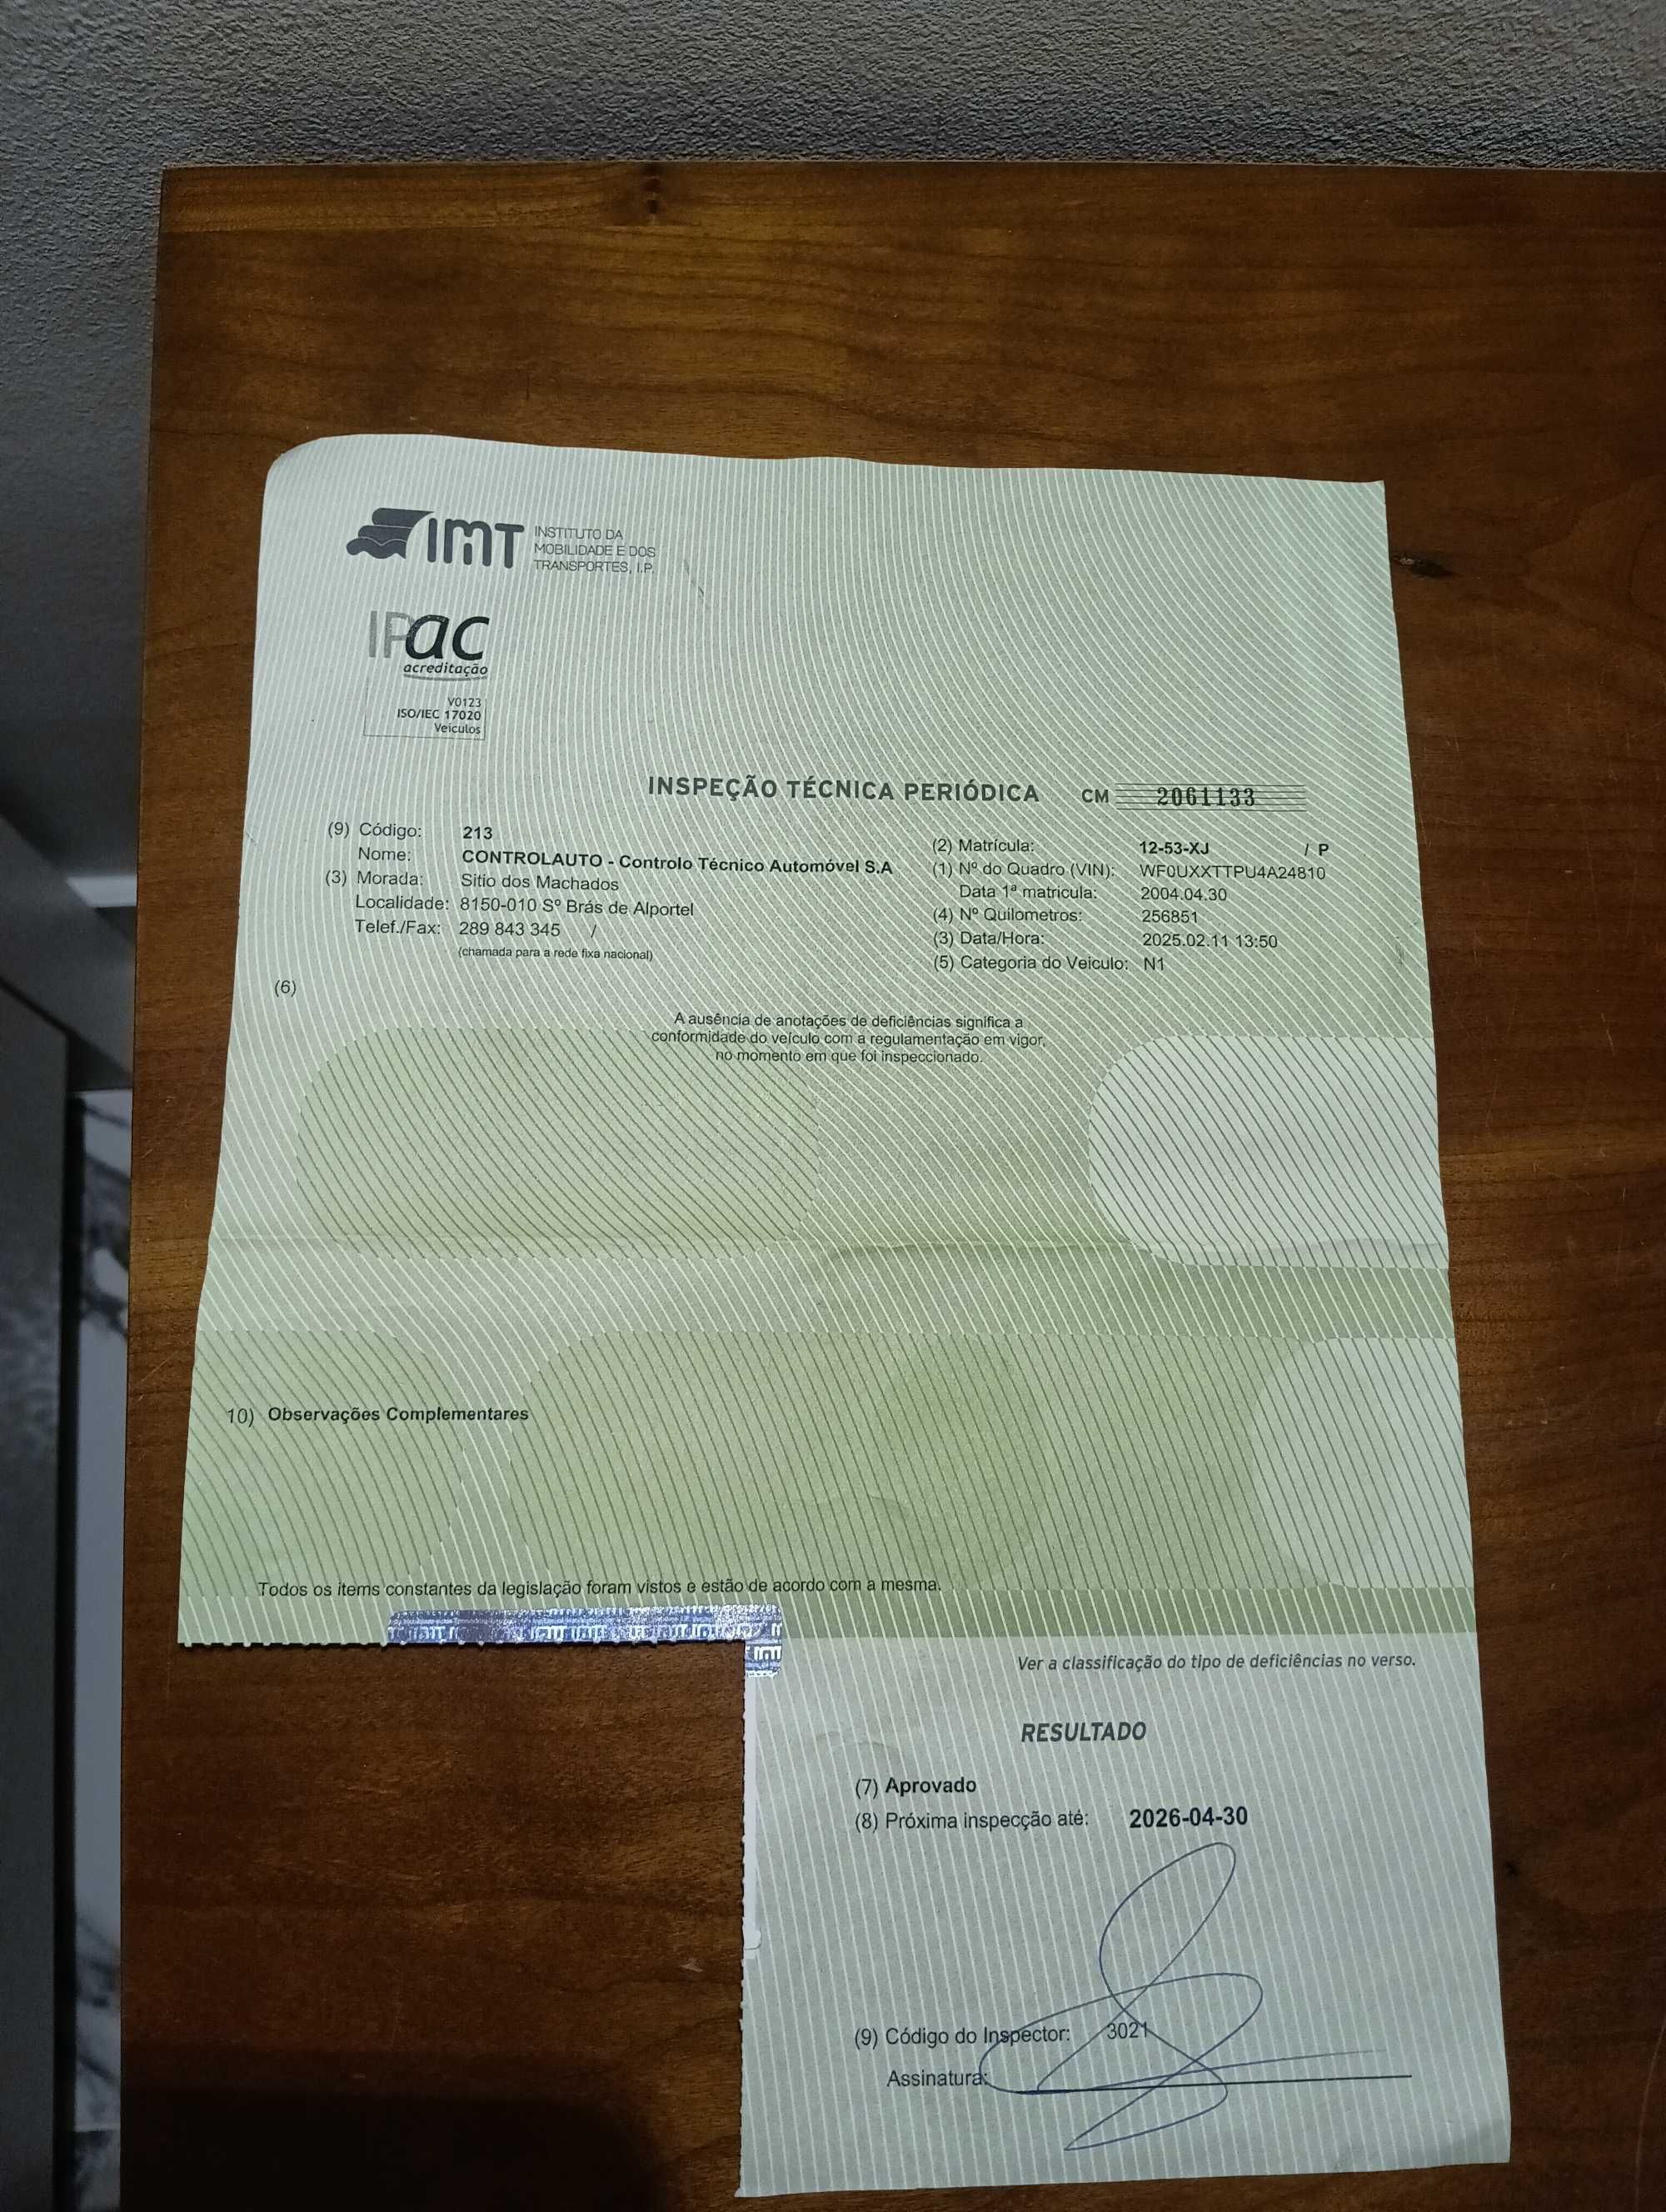 IMT INSTITUTO DA
MOBILIDADE E DOS
TRANSPORTES, I.P.
IPac
acreditação
V0123
ISO/IEC 17020
Veículos
INSPEÇÃO TÉCNICA PERIÓDICA CM 2061133
(9) Código: 213
Nome: CONTROLAUTO - Controlo Técnico Automóvel S.A
(3) Morada: Sitio dos Machados
Localidade: 8150-010 Sº Brás de Alportel
Telef./Fax: 289 843 345 /
(chamada para a rede fixa nacional)
(2) Matrícula: 12-53-XJ / P
(1) Nº do Quadro (VIN): WF0UXXTTPU4A24810
Data 1ª matricula: 2004.04.30
(4) Nº Quilometros: 256851
(3) Data/Hora: 2025.02.11 13:50
(5) Categoria do Veiculo: N1
(6)
A ausência de anotações de deficiências significa a
conformidade do veículo com a regulamentação em vigor,
no momento em que foi inspeccionado.
10) Observações Complementares
Todos os items constantes da legislação foram vistos e estão de acordo com a mesma.
Ver a classificação do tipo de deficiências no verso.
RESULTADO
(7) Aprovado
(8) Próxima inspecção até: 2026-04-30
(9) Código do Inspector: 3021
Assinatura: